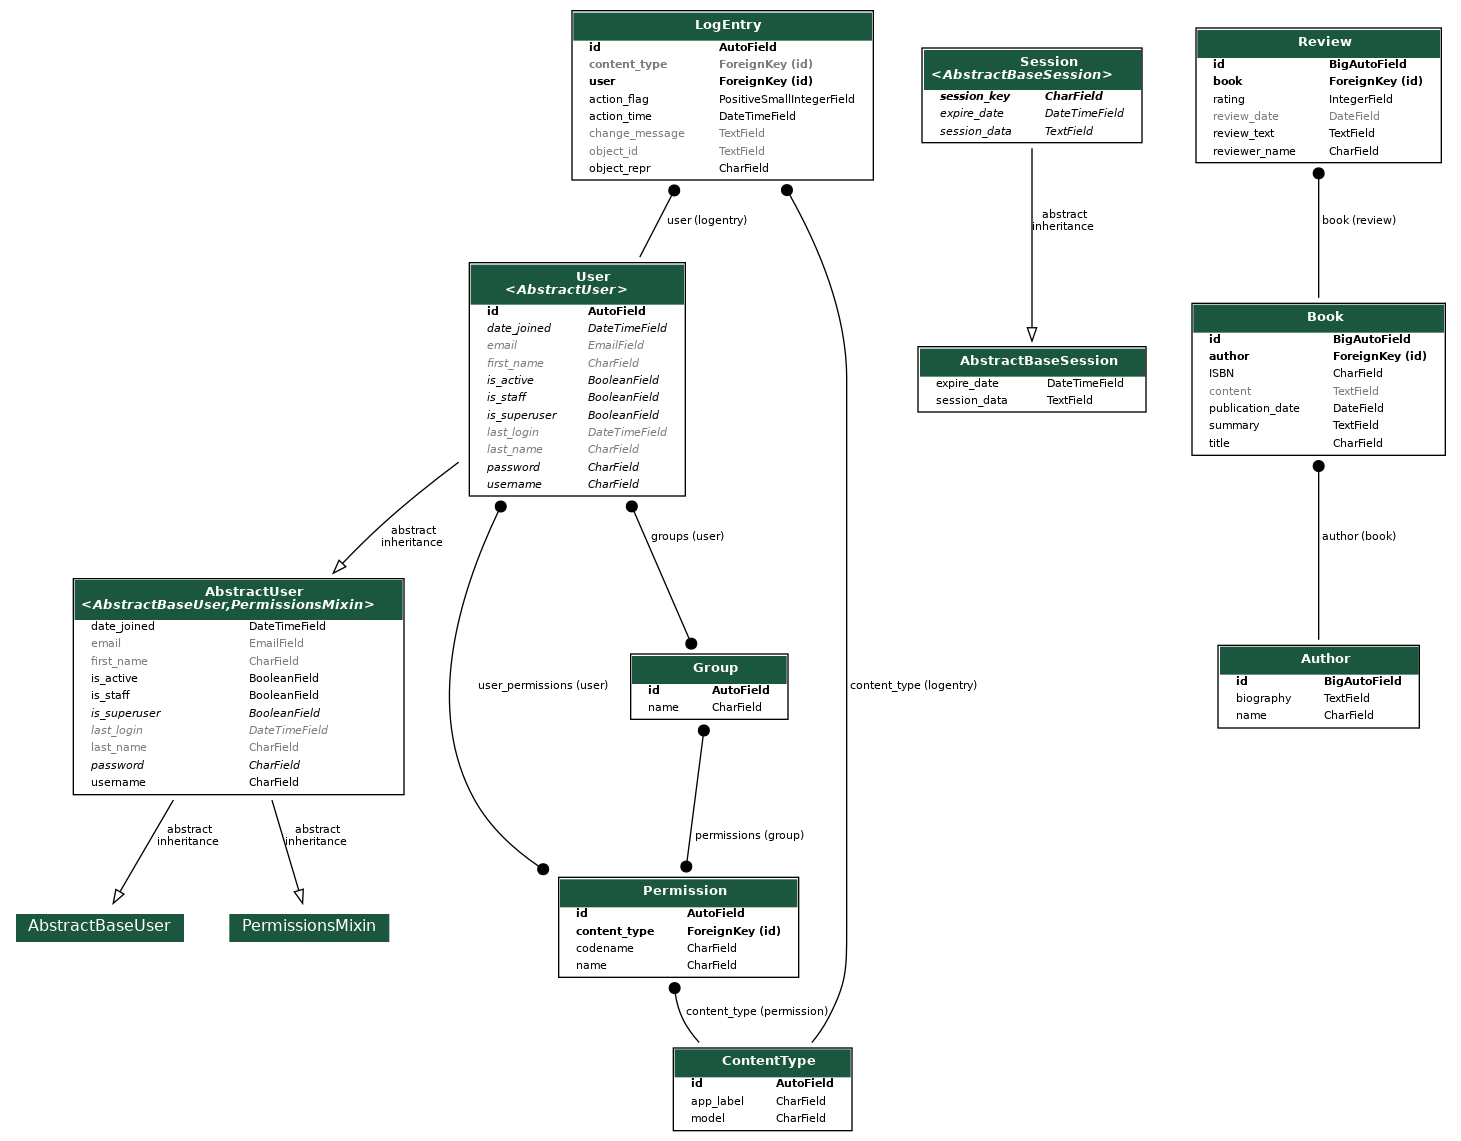 LogEntry
id AutoField
content_type ForeignKey (id)
user ForeignKey (id)
action_flag PositiveSmallIntegerField
action_time DateTimeField
change_message TextField
object_id TextField
object_repr CharField
Session
<AbstractBaseSession>
session_key CharField
expire_date DateTimeField
session_data TextField
Review
id BigAutoField
book ForeignKey (id)
rating IntegerField
review_date DateField
review_text TextField
reviewer_name CharField
user (logentry)
abstract
inheritance
book (review)
User
<AbstractUser>
id AutoField
date_joined DateTimeField
email EmailField
first_name CharField
is_active BooleanField
is_staff BooleanField
is_superuser BooleanField
last_login DateTimeField
last_name CharField
password CharField
username CharField
AbstractBaseSession
expire_date DateTimeField
session_data TextField
Book
id BigAutoField
author ForeignKey (id)
ISBN CharField
content TextField
publication_date DateField
summary TextField
title CharField
abstract
inheritance
groups (user)
author (book)
AbstractUser
<AbstractBaseUser,PermissionsMixin>
date_joined DateTimeField
email EmailField
first_name CharField
is_active BooleanField
is_staff BooleanField
is_superuser BooleanField
last_login DateTimeField
last_name CharField
password CharField
username CharField
user_permissions (user)
Group
id AutoField
name CharField
content_type (logentry)
Author
id BigAutoField
biography TextField
name CharField
abstract
inheritance
abstract
inheritance
permissions (group)
AbstractBaseUser
PermissionsMixin
Permission
id AutoField
content_type ForeignKey (id)
codename CharField
name CharField
content_type (permission)
ContentType
id AutoField
app_label CharField
model CharField